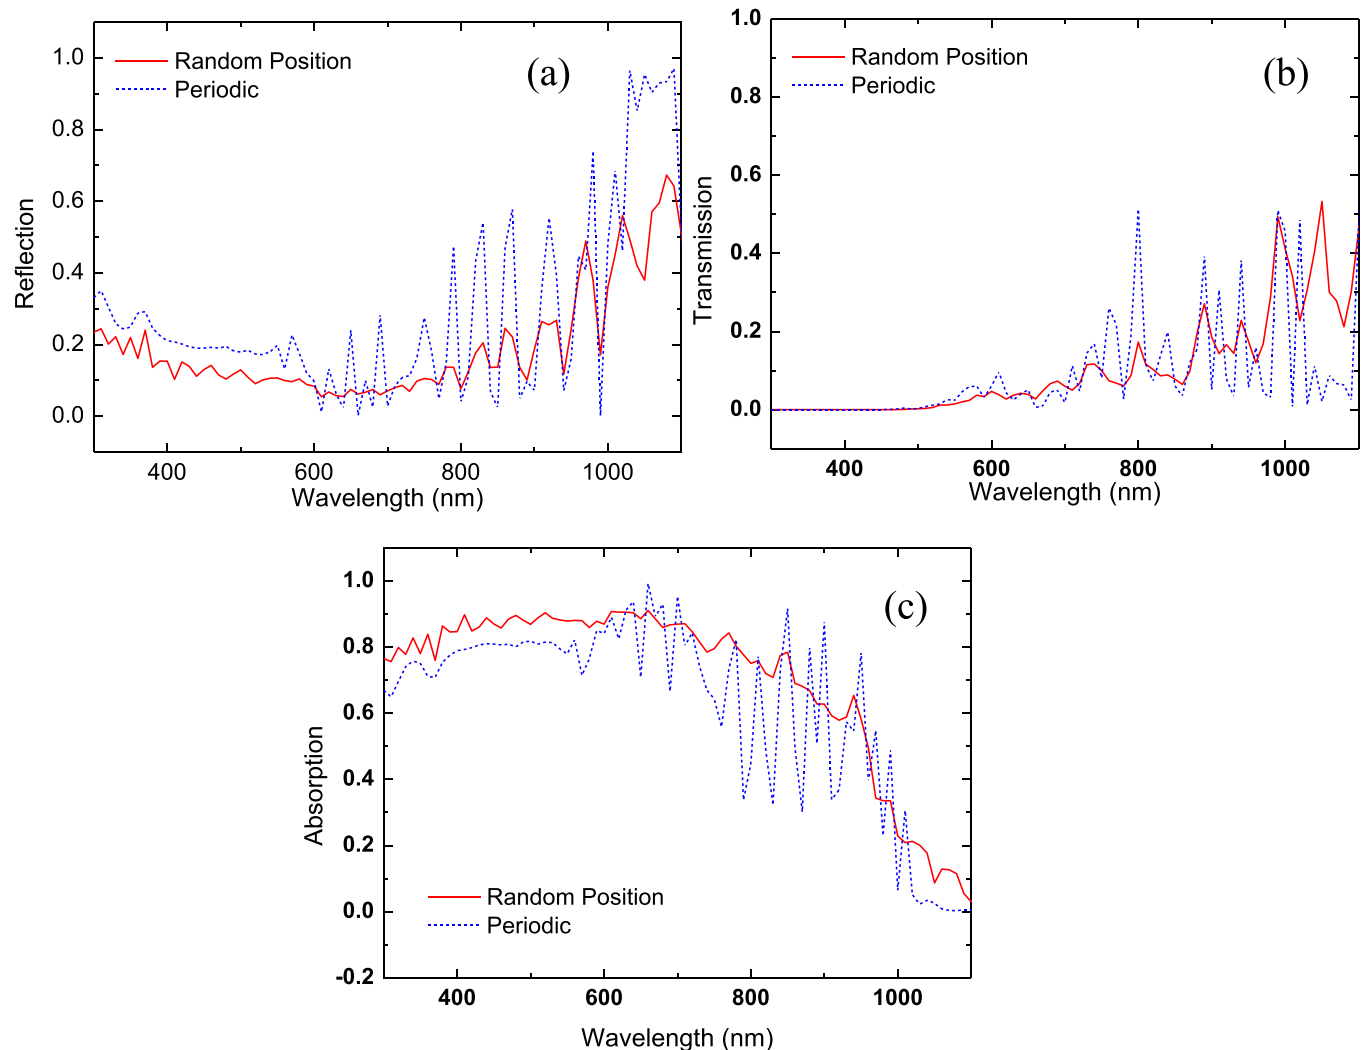 Random Position
Periodic
(a)
Reflection
1.0
0.8
0.6
0.4
0.2
0.0
400
600
800
1000
Wavelength (nm)
Random Position
Periodic
(b)
Transmission
1.0
0.8
0.6
0.4
0.2
0.0
400
600
800
1000
Wavelength (nm)
(c)
Absorption
1.0
0.8
0.6
0.4
0.2
0.0
-0.2
Random Position
Periodic
400
600
800
1000
Wavelength (nm)